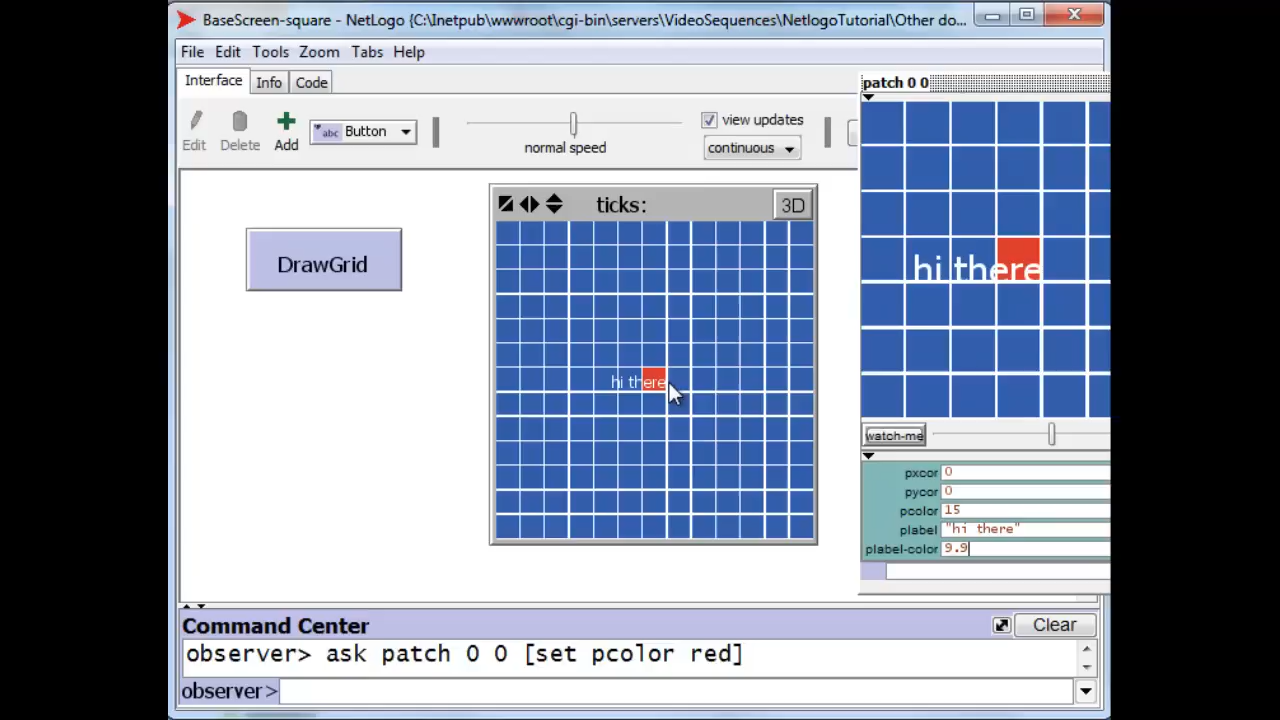 BaseScreen-square - NetLogo {C:\Inetpub\wwwroot\cgi-bin\servers\VideoSequences\NetlogoTutorial\Other do...
File Edit Tools Zoom Tabs Help
Interface Info Code
patch 0 0
Edit Delete Add abc Button normal speed view updates continuous
ticks: 3D
DrawGrid
hi there
hi there
watch-me
pxcor 0
pycor 0
pcolor 15
plabel "hi there"
plabel-color 9.9
Command Center Clear
observer> ask patch 0 0 [set pcolor red]
observer>